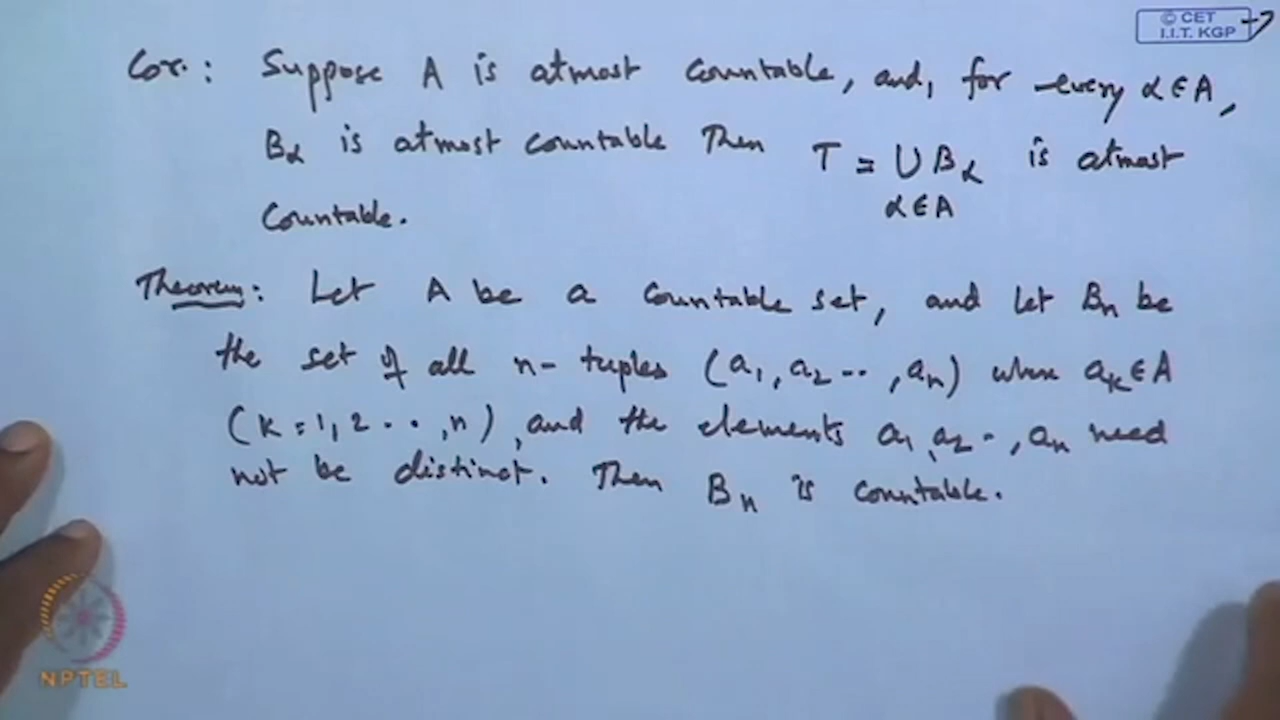 © CET
I.I.T. KGP
Cor. : Suppose A is atmost Countable, and, for every α ∈ A,
Bα is atmost countable Then T = ∪ Bα is atmost
α ∈ A
Countable.
Theorem : Let A be a Countable set, and let Bn be
the set of all n-tuples (a1, a2 .. , an) where ak ∈ A
(k = 1, 2 . . , n), and the elements a1, a2 . , an need
not be distinct. Then Bn is countable.
NPTEL